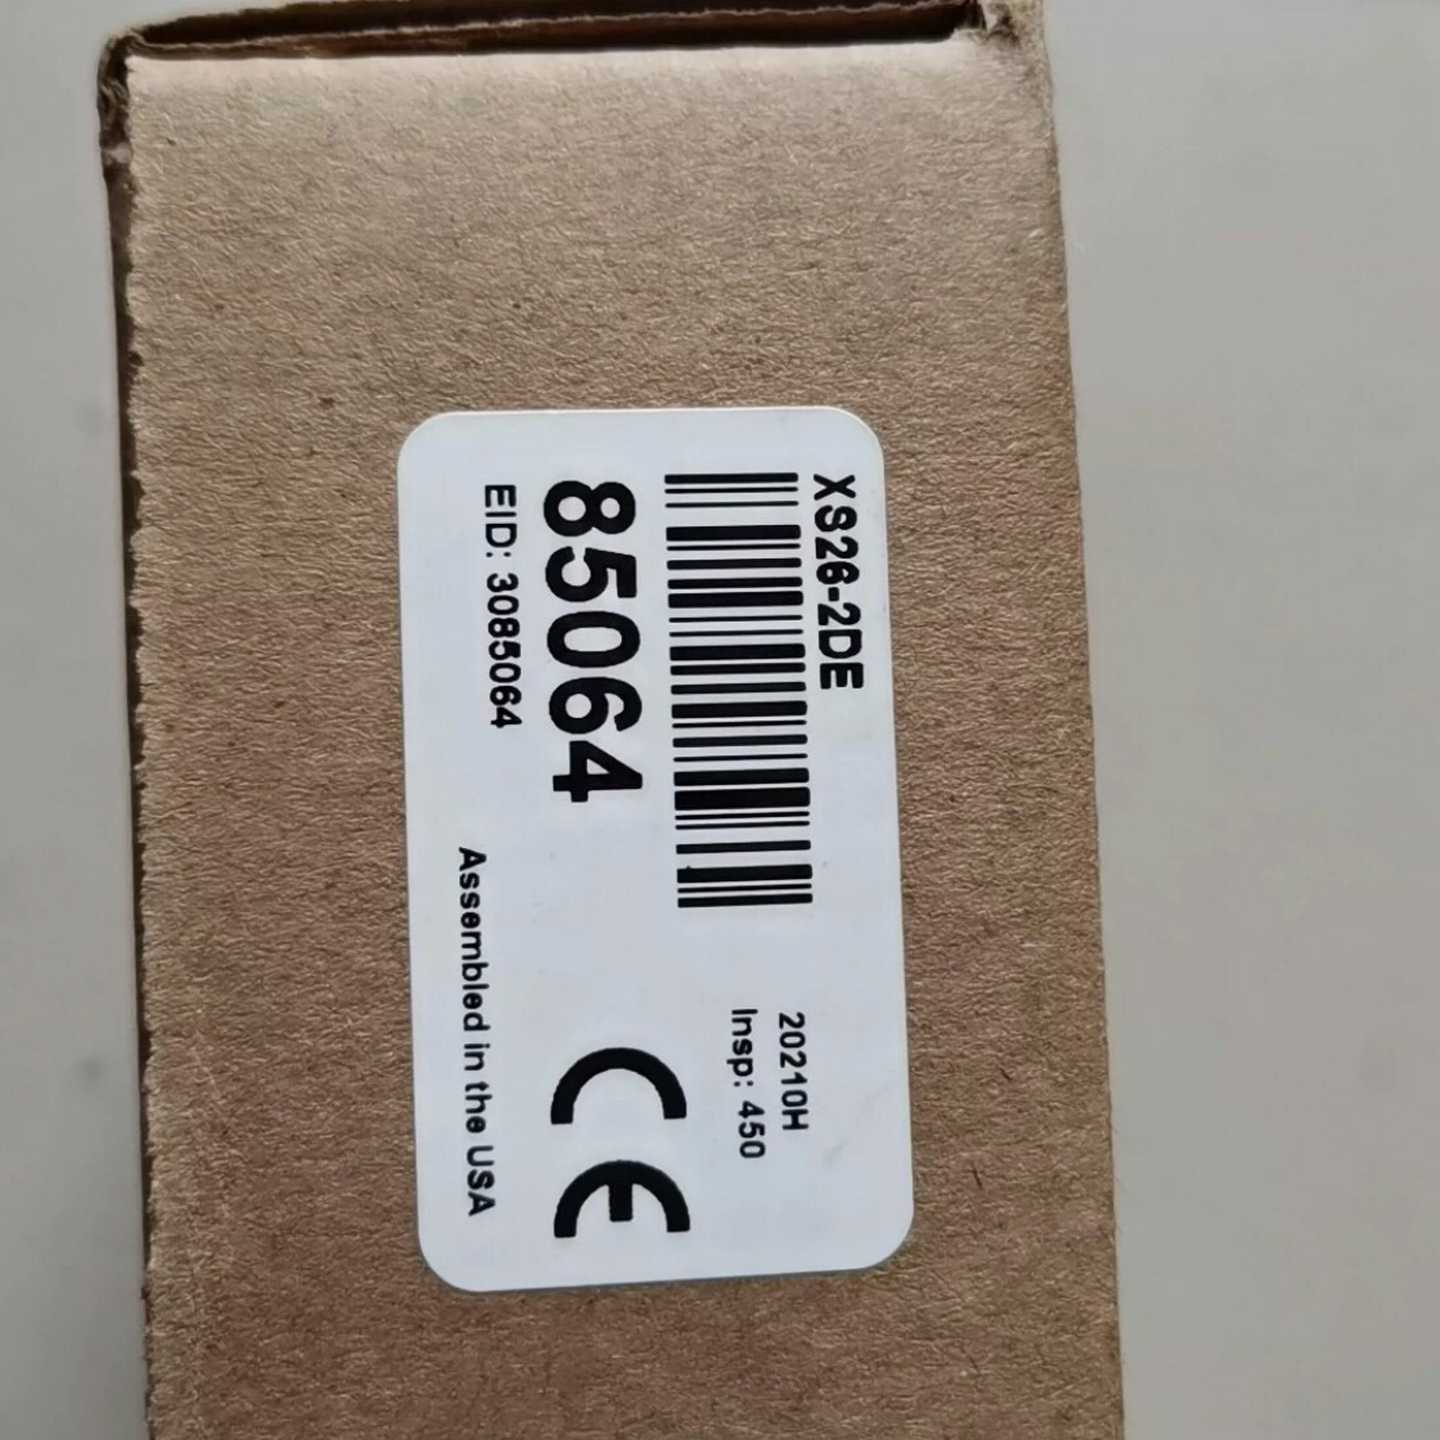 XS26-2DE
20210H
Insp: 450
85064
EID: 3085064
CE
Assembled in the USA